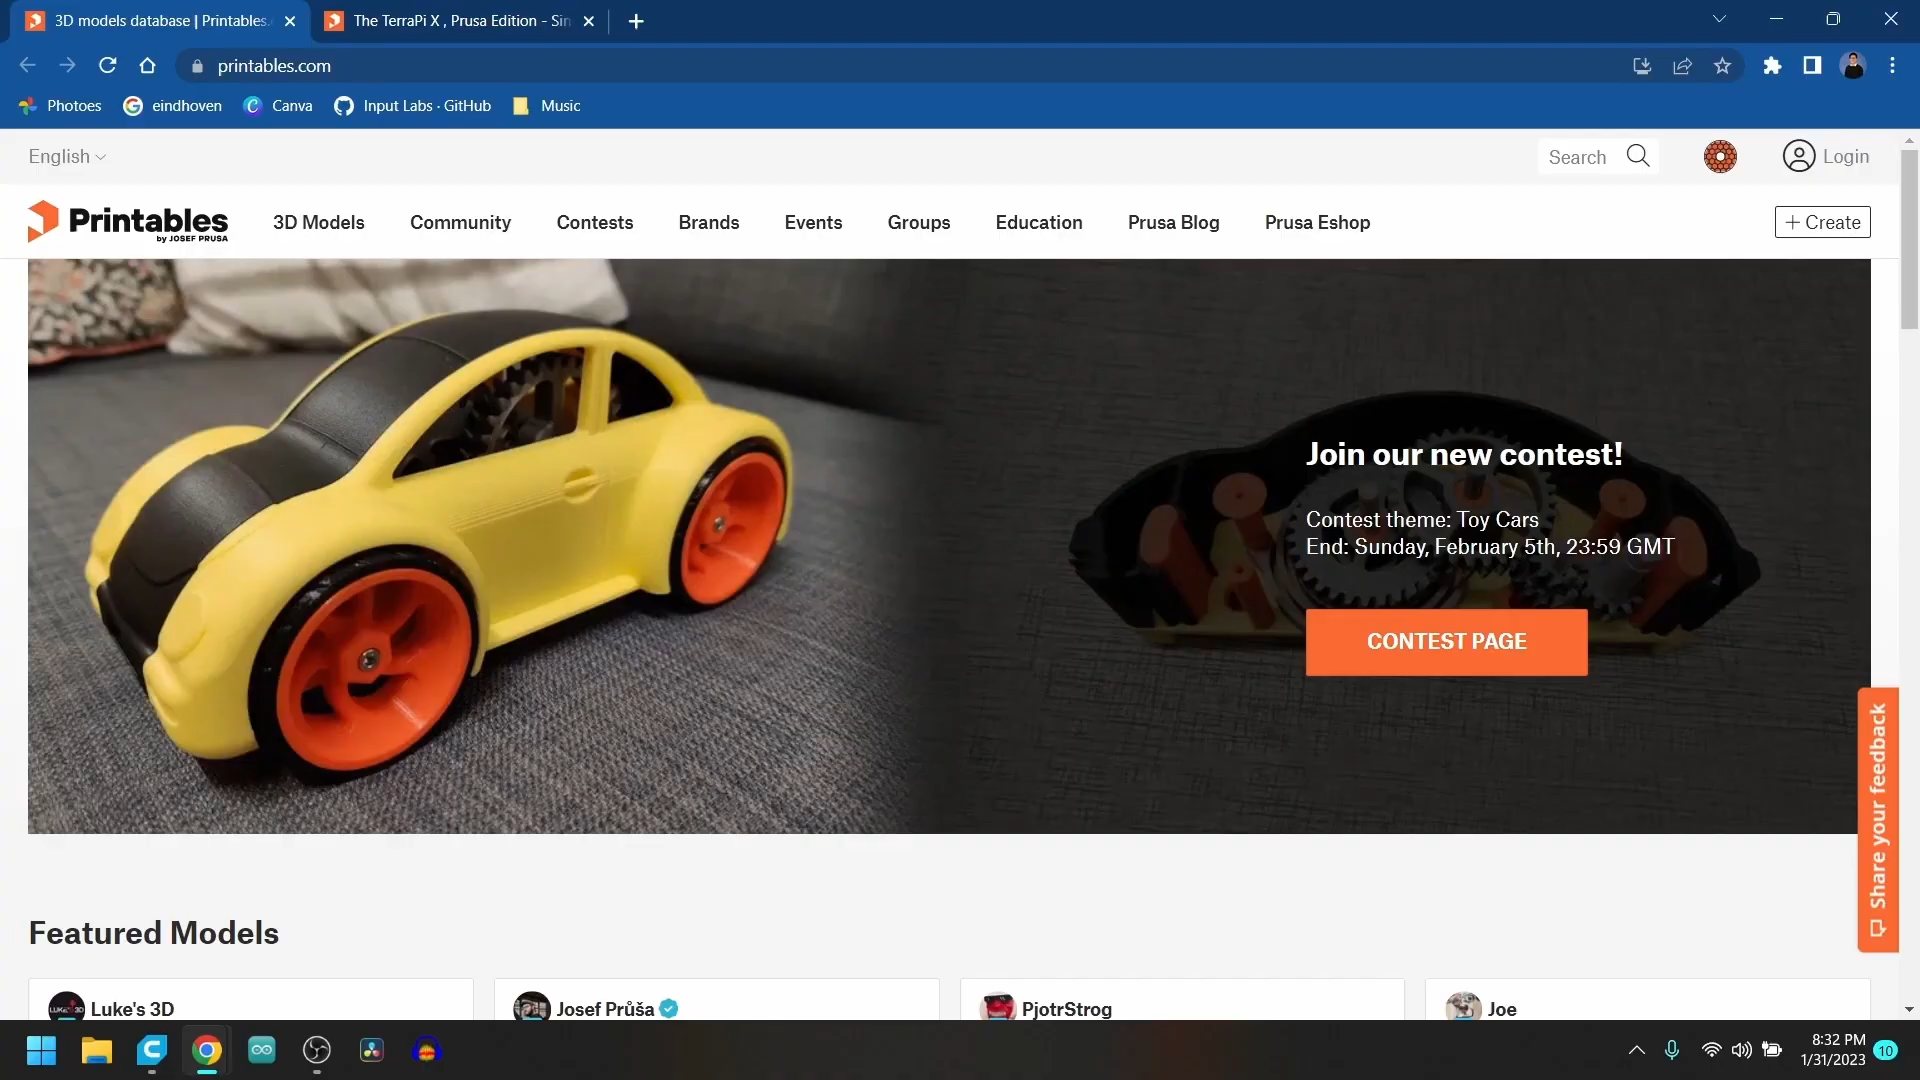 3D models database | Printables.
The TerraPi X , Prusa Edition - Sin
printables.com
Photoes
eindhoven
Canva
Input Labs · GitHub
Music
English
Search
Login
Printables
by JOSEF PRUSA
3D Models
Community
Contests
Brands
Events
Groups
Education
Prusa Blog
Prusa Eshop
+ Create
Join our new contest!
Contest theme: Toy Cars
End: Sunday, February 5th, 23:59 GMT
CONTEST PAGE
Share your feedback
Featured Models
Luke's 3D
Josef Průša
PjotrStrog
Joe
8:32 PM
1/31/2023
10